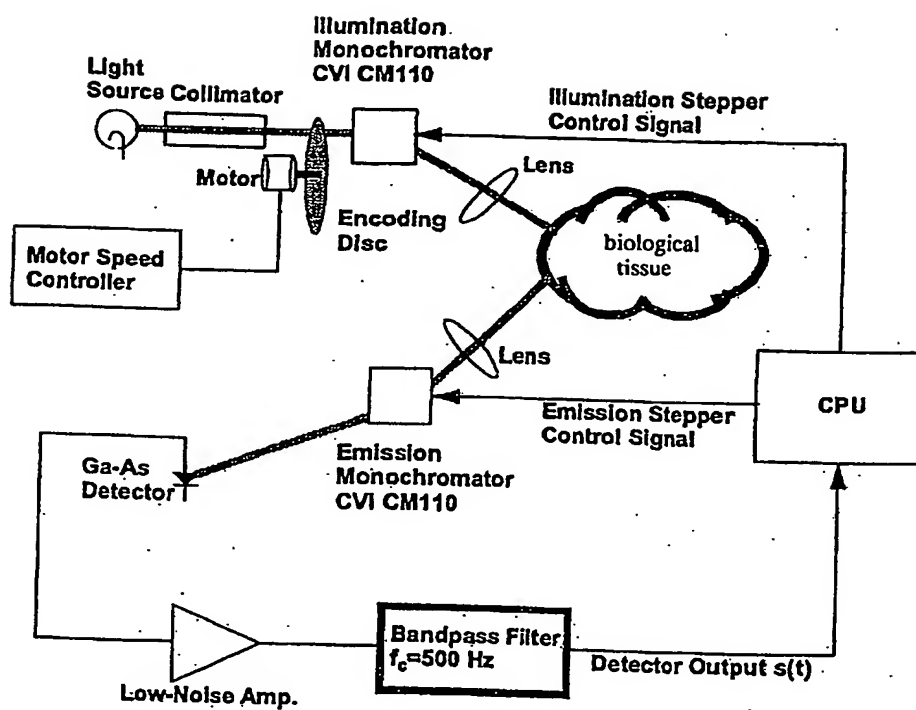 Illumination
Monochromator
CVI CM110
Light
Source Collimator
Illumination Stepper
Control Signal
Motor
Lens
Encoding
Disc
biological
tissue
Motor Speed
Controller
Lens
CPU
Emission Stepper
Control Signal
Ga-As
Detector
Emission
Monochromator
CVI CM110
Bandpass Filter
fc=500 Hz
Detector Output s(t)
Low-Noise Amp.